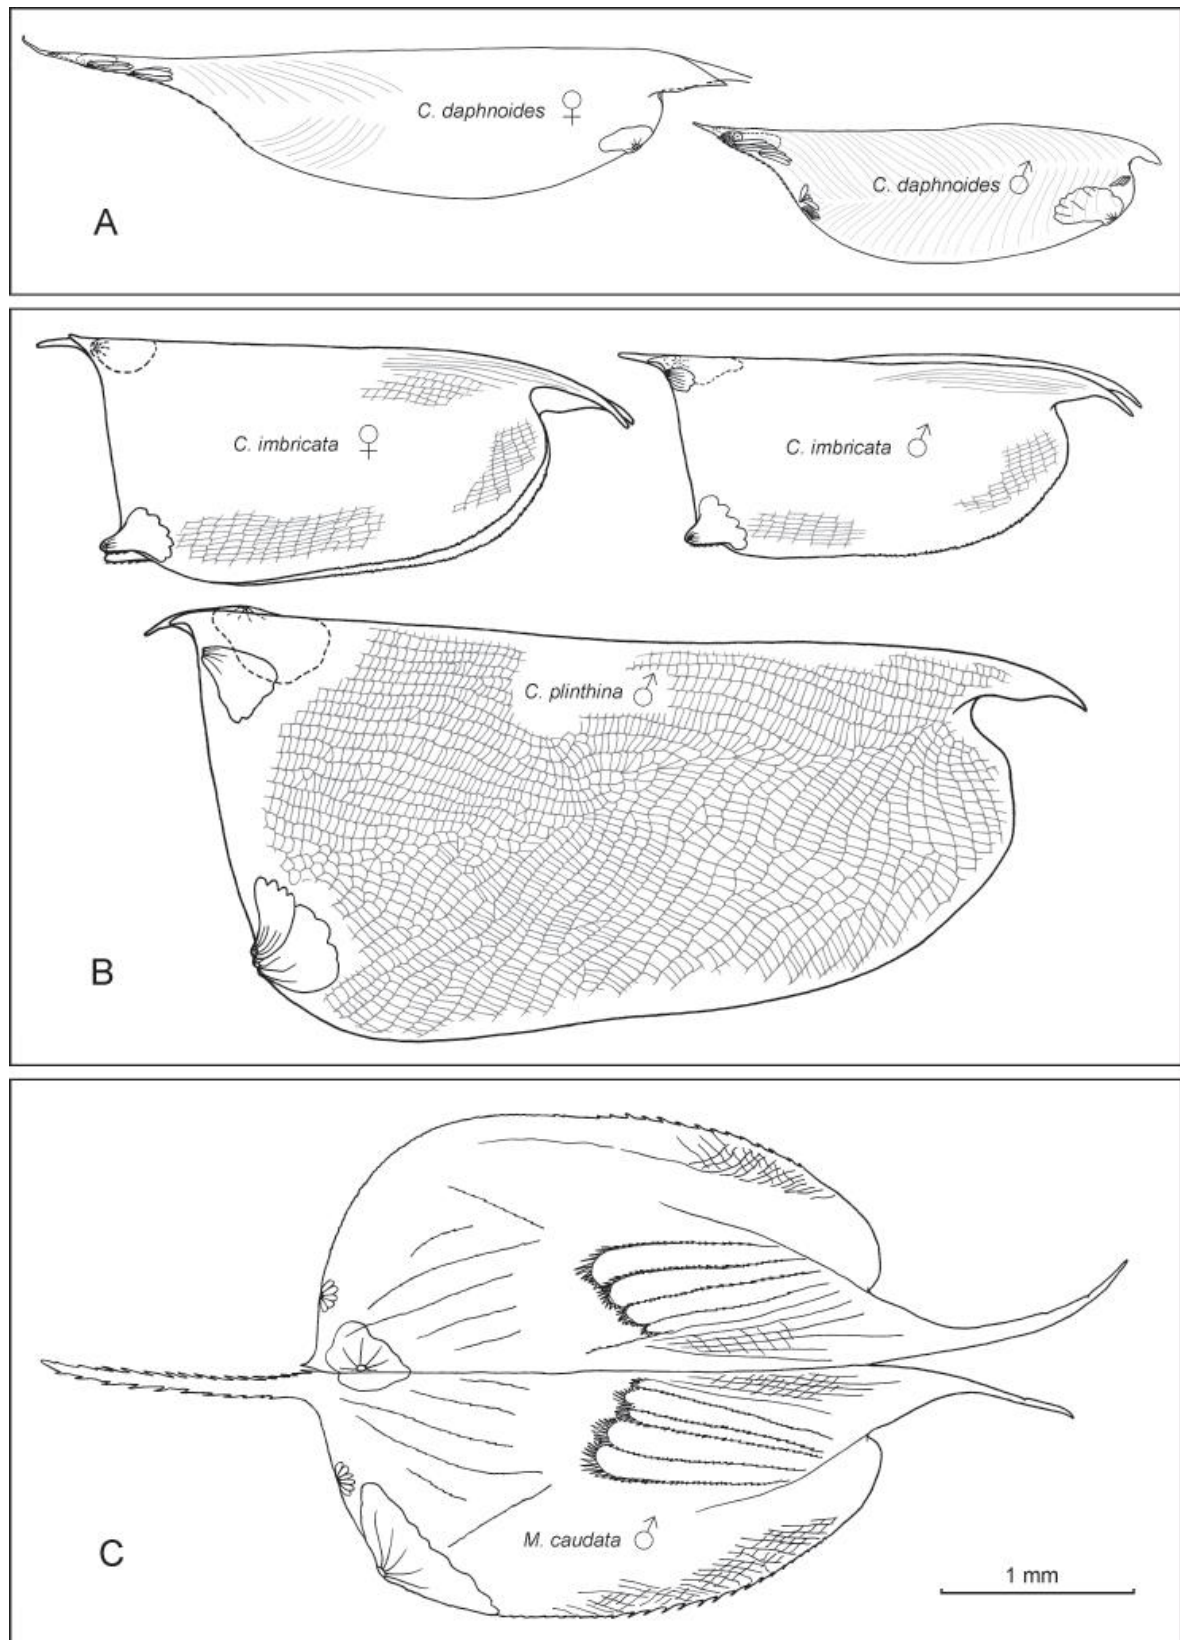 C. daphnoides ♀
C. daphnoides ♂
A
C. imbricata ♀
C. imbricata ♂
C. plinthina ♂
B
M. caudata ♂
C
1 mm